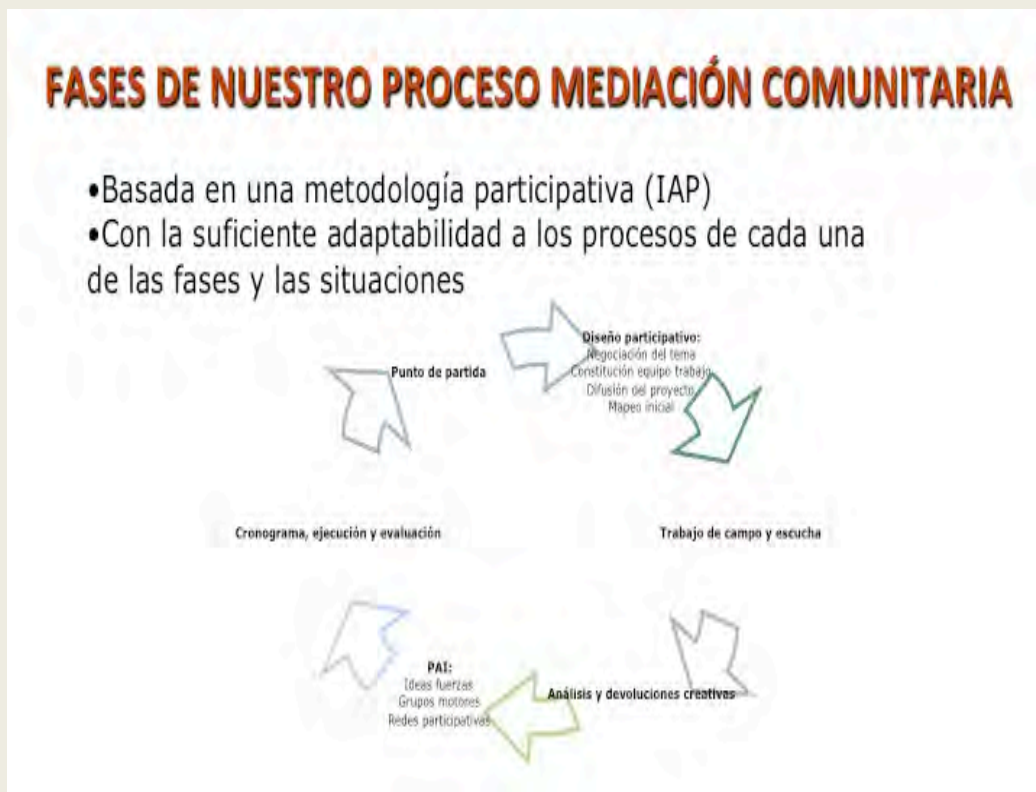 FASES DE NUESTRO PROCESO MEDIACIÓN COMUNITARIA
•Basada en una metodología participativa (IAP)
•Con la suficiente adaptabilidad a los procesos de cada una
de las fases y las situaciones
Punto de partida
Diseño participativo:
Negociación del tema
Constitución equipo trabajo
Difusión del proyecto
Mapeo inicial
Trabajo de campo y escucha
Análisis y devoluciones creativas
PAI:
Ideas fuerzas
Grupos motores
Redes participativas
Cronograma, ejecución y evaluación